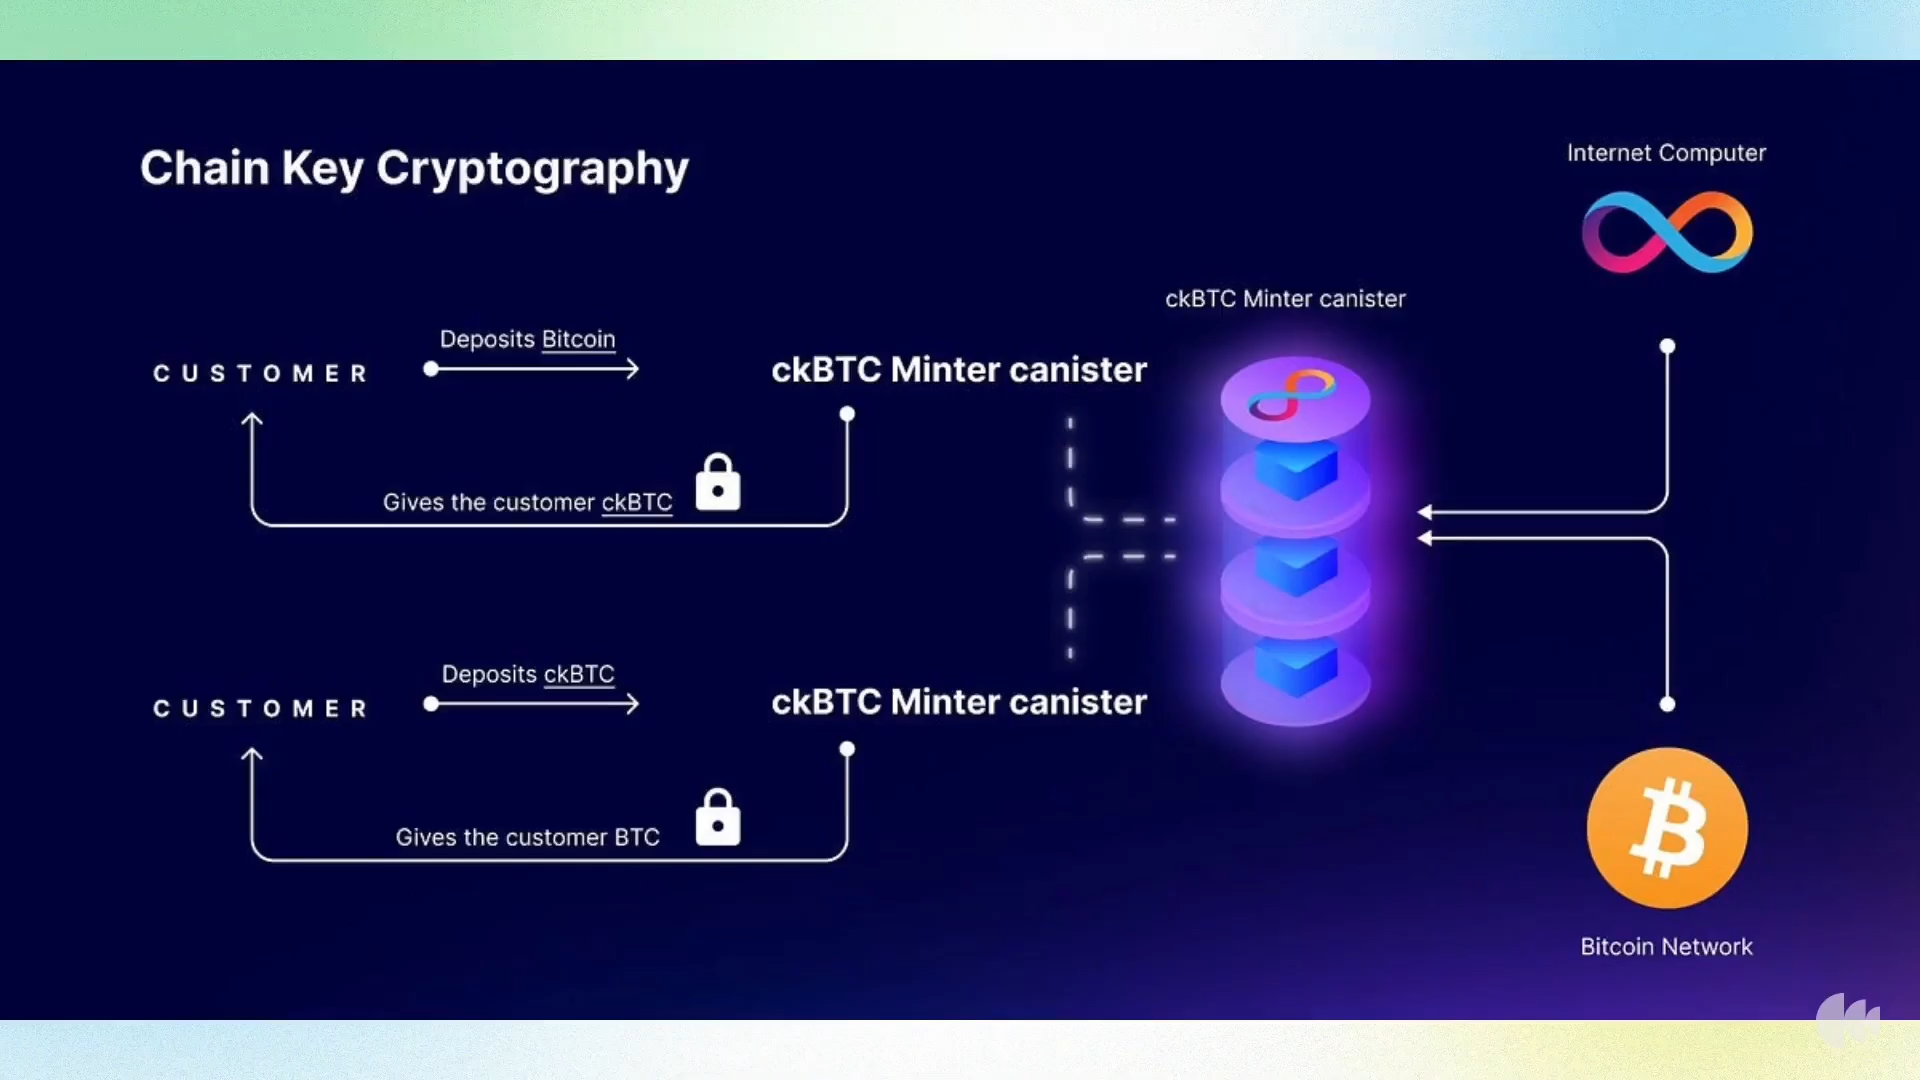 Chain Key Cryptography
Internet Computer
ckBTC Minter canister
Deposits Bitcoin
CUSTOMER
ckBTC Minter canister
Gives the customer ckBTC
Deposits ckBTC
CUSTOMER
ckBTC Minter canister
Gives the customer BTC
Bitcoin Network